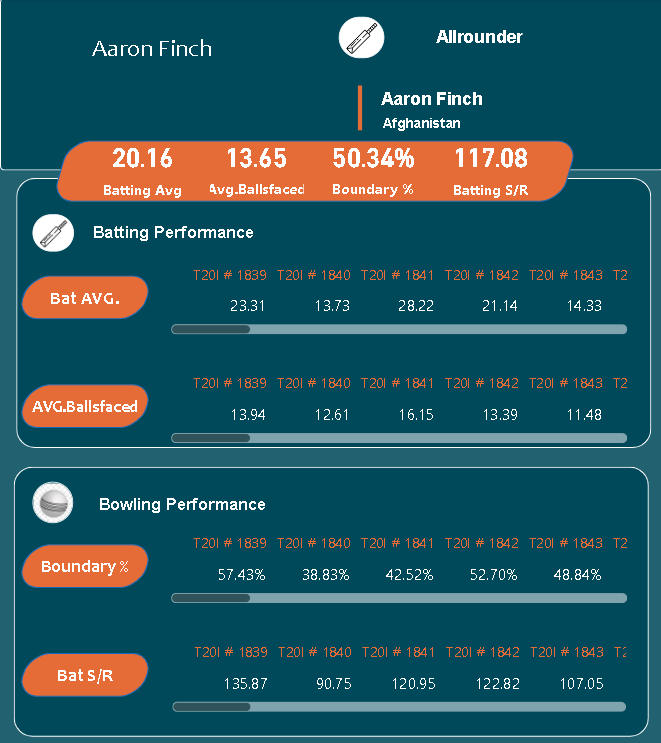 Aaron Finch
Allrounder
Aaron Finch
Afghanistan
20.16 13.65 50.34% 117.08
Batting Avg Avg.Ballsfaced Boundary % Batting S/R
Batting Performance
T20I # 1839 T20I # 1840 T20I # 1841 T20I # 1842 T20I # 1843 T2
Bat AVG. 23.31 13.73 28.22 21.14 14.33
T20I # 1839 T20I # 1840 T20I # 1841 T20I # 1842 T20I # 1843 T2
AVG.Ballsfaced 13.94 12.61 16.15 13.39 11.48
Bowling Performance
T20I # 1839 T20I # 1840 T20I # 1841 T20I # 1842 T20I # 1843 T2
Boundary % 57.43% 38.83% 42.52% 52.70% 48.84%
T20I # 1839 T20I # 1840 T20I # 1841 T20I # 1842 T20I # 1843 T2
Bat S/R 135.87 90.75 120.95 122.82 107.05